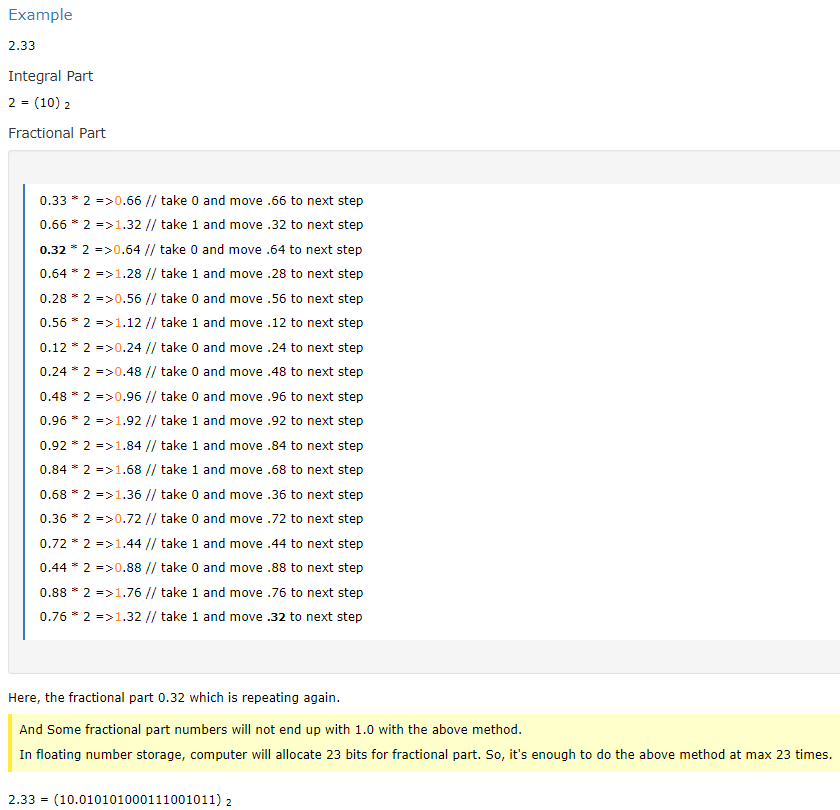 Example
2.33
Integral Part
2 = (10) 2
Fractional Part
0.33 * 2 =>0.66 // take 0 and move .66 to next step
0.66 * 2 =>1.32 // take 1 and move .32 to next step
0.32 * 2 =>0.64 // take 0 and move .64 to next step
0.64 * 2 =>1.28 // take 1 and move .28 to next step
0.28 * 2 =>0.56 // take 0 and move .56 to next step
0.56 * 2 =>1.12 // take 1 and move .12 to next step
0.12 * 2 =>0.24 // take 0 and move .24 to next step
0.24 * 2 =>0.48 // take 0 and move .48 to next step
0.48 * 2 =>0.96 // take 0 and move .96 to next step
0.96 * 2 =>1.92 // take 1 and move .92 to next step
0.92 * 2 =>1.84 // take 1 and move .84 to next step
0.84 * 2 =>1.68 // take 1 and move .68 to next step
0.68 * 2 =>1.36 // take 0 and move .36 to next step
0.36 * 2 =>0.72 // take 0 and move .72 to next step
0.72 * 2 =>1.44 // take 1 and move .44 to next step
0.44 * 2 =>0.88 // take 0 and move .88 to next step
0.88 * 2 =>1.76 // take 1 and move .76 to next step
0.76 * 2 =>1.32 // take 1 and move .32 to next step
Here, the fractional part 0.32 which is repeating again.
And Some fractional part numbers will not end up with 1.0 with the above method.
In floating number storage, computer will allocate 23 bits for fractional part. So, it's enough to do the above method at max 23 times.
2.33 = (10.010101000111001011) 2